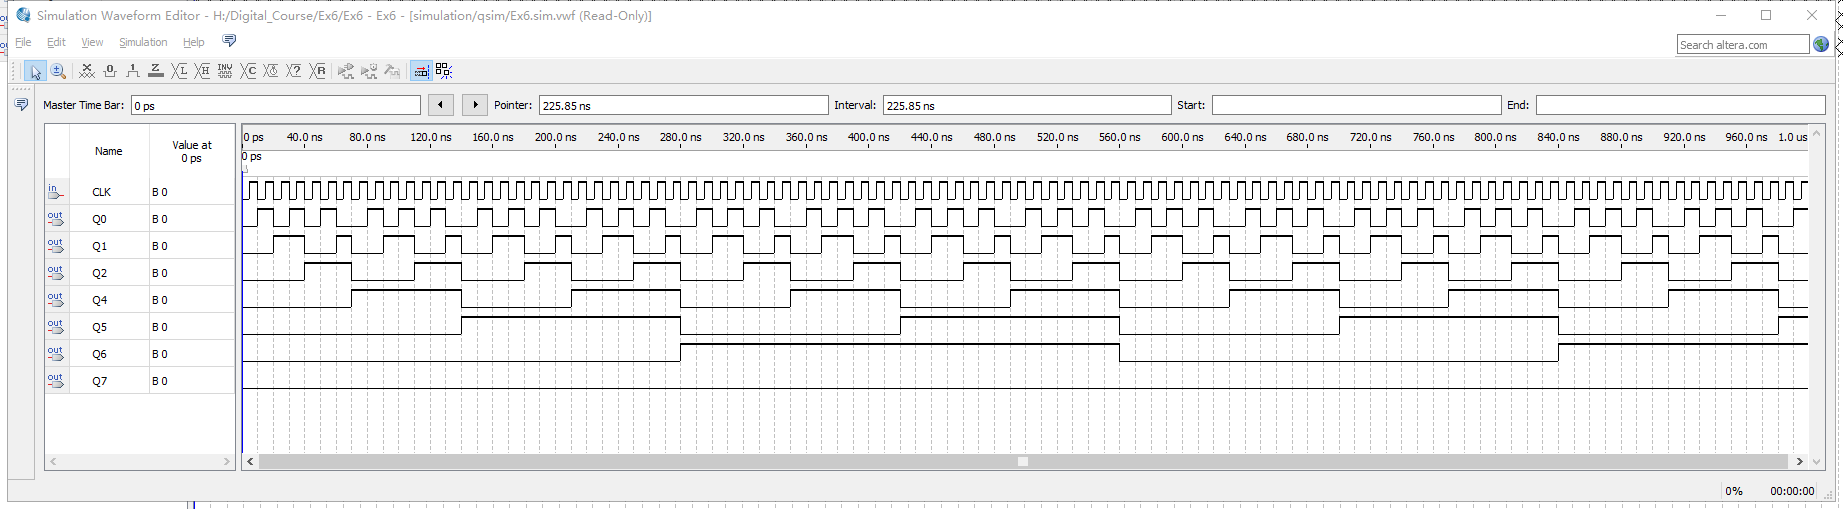 Simulation Waveform Editor - H:/Digital_Course/Ex6/Ex6 - Ex6 - [simulation/qsim/Ex6.sim.vwf (Read-Only)]
File Edit View Simulation Help
Search altera.com
Master Time Bar: 0 ps Pointer: 225.85 ns Interval: 225.85 ns Start: End:
Name Value at 0 ps
0 ps 40.0 ns 80.0 ns 120.0 ns 160.0 ns 200.0 ns 240.0 ns 280.0 ns 320.0 ns 360.0 ns 400.0 ns 440.0 ns 480.0 ns 520.0 ns 560.0 ns 600.0 ns 640.0 ns 680.0 ns 720.0 ns 760.0 ns 800.0 ns 840.0 ns 880.0 ns 920.0 ns 960.0 ns 1.0 us
0 ps
in CLK B 0
out Q0 B 0
out Q1 B 0
out Q2 B 0
out Q4 B 0
out Q5 B 0
out Q6 B 0
out Q7 B 0
0% 00:00:00